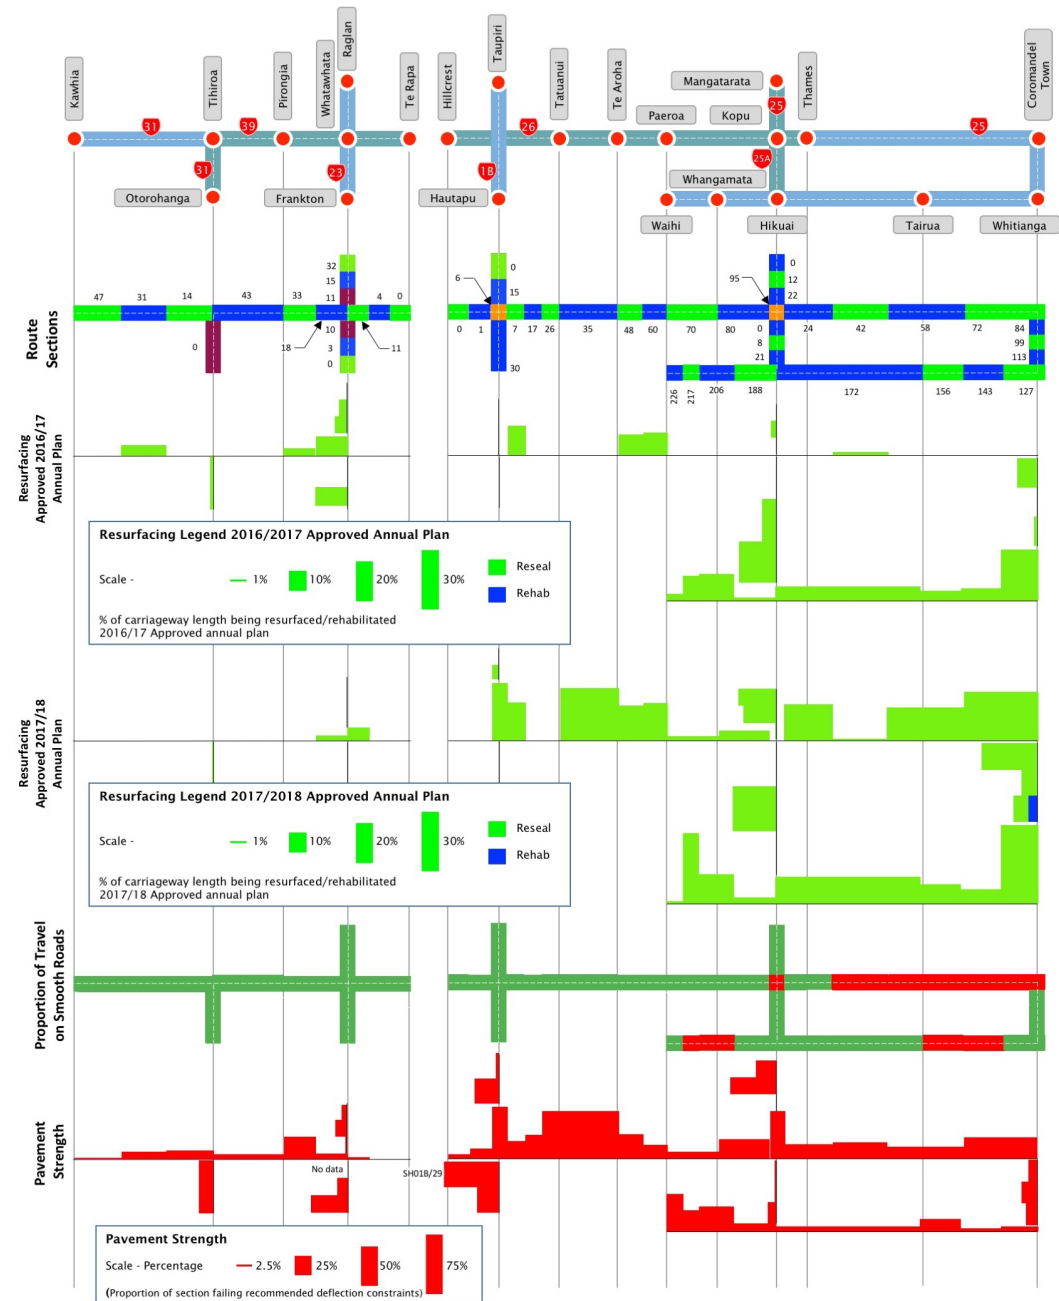 Kawhia
Tihiroa
Pirongia
Whatawhata
Raglan
Te Rapa
Hillcrest
Taupiri
Tatuanui
Te Aroha
Paeroa
Mangatarata
Kopu
Thames
Coromandel
Town
31
39
31
23
26
1B
25
25A
25
Otorohanga
Frankton
Hautapu
Whangamata
Waihi
Hikuai
Tairua
Whitianga
Route
Sections
47
31
14
43
33
32
15
11
4
0
0
18
10
3
0
11
6
0
15
0
1
7
17
26
35
48
60
70
80
30
95
0
12
22
0
8
21
24
42
58
72
84
99
113
226
217
206
188
172
156
143
127
Resurfacing
Approved 2016/17
Annual Plan
Resurfacing Legend 2016/2017 Approved Annual Plan
Scale -
1%
10%
20%
30%
Reseal
Rehab
% of carriageway length being resurfaced/rehabilitated
2016/17 Approved annual plan
Resurfacing
Approved 2017/18
Annual Plan
Resurfacing Legend 2017/2018 Approved Annual Plan
Scale -
1%
10%
20%
30%
Reseal
Rehab
% of carriageway length being resurfaced/rehabilitated
2017/18 Approved annual plan
Proportion of Travel
on Smooth Roads
Pavement
Strength
No data
SH01B/29
Pavement Strength
Scale - Percentage
2.5%
25%
50%
75%
(Proportion of section failing recommended deflection constraints)